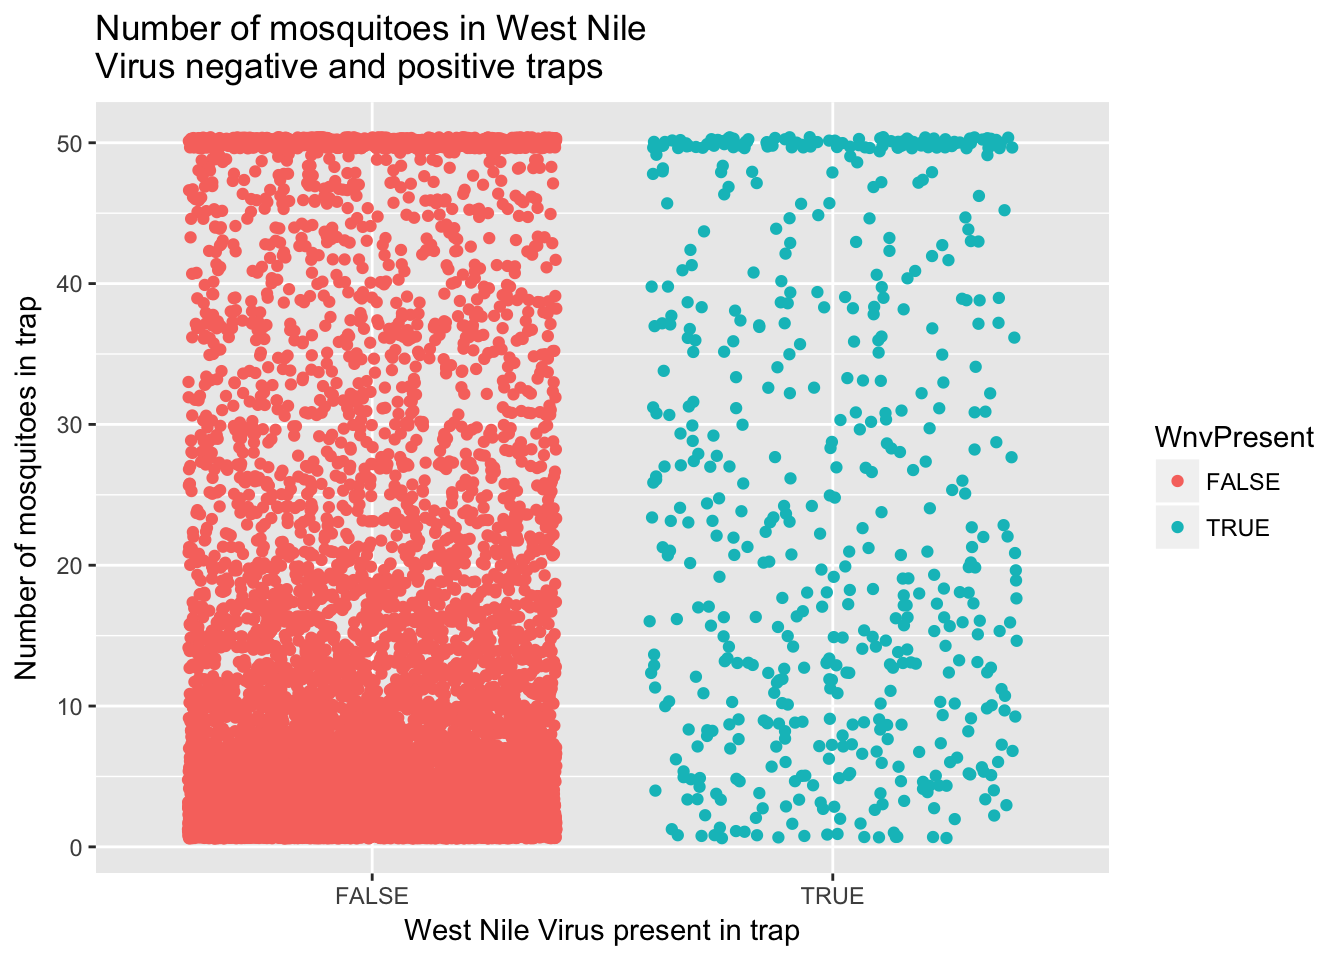 Number of mosquitoes in West Nile
Virus negative and positive traps
Number of mosquitoes in trap
50
40
30
20
10
0
FALSE
TRUE
West Nile Virus present in trap
WnvPresent
FALSE
TRUE